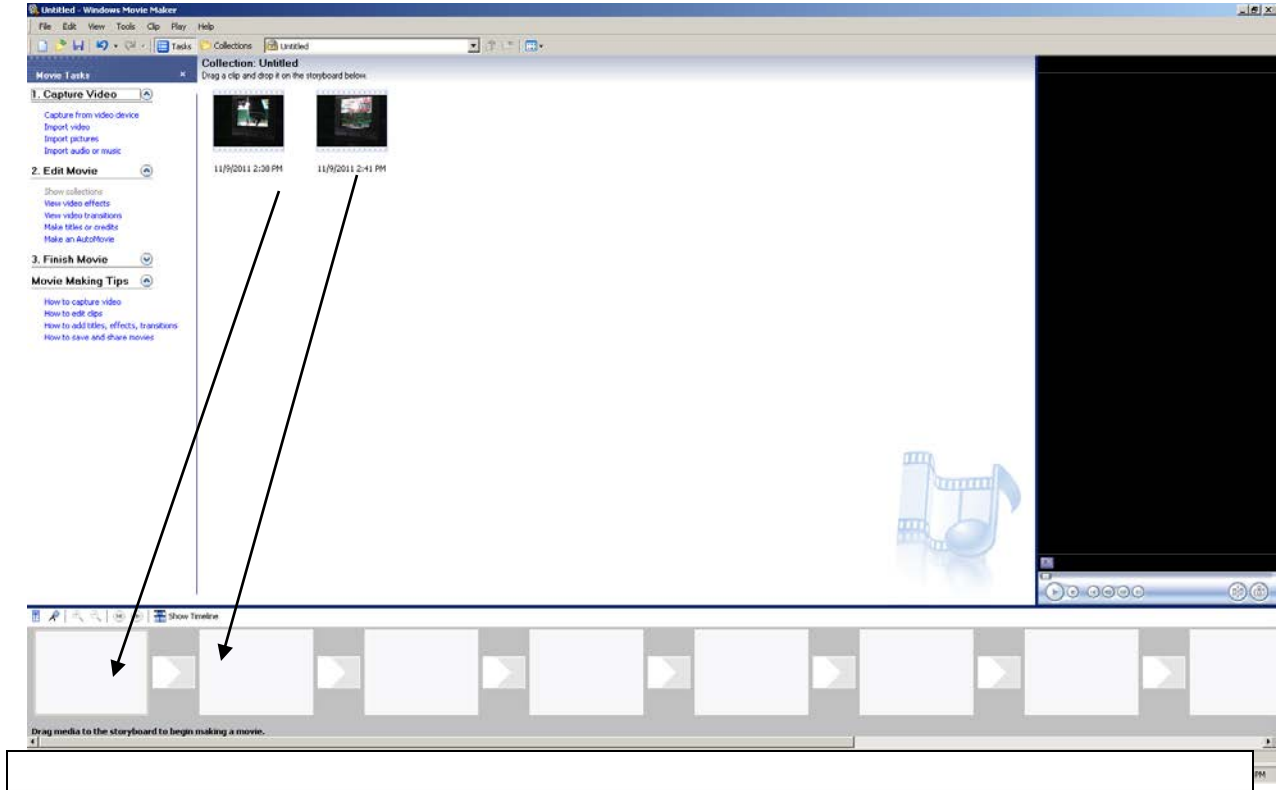 Untitled - Windows Movie Maker
File Edit View Tools Clip Play Help
Tasks Collections Untitled
Movie Tasks
Collection: Untitled
Drag a clip and drop it on the storyboard below.
1. Capture Video
Capture from video device
Import video
Import pictures
Import audio or music
2. Edit Movie
Show collections
View video effects
View video transitions
Make titles or credits
Make an AutoMovie
3. Finish Movie
Movie Making Tips
How to capture video
How to edit clips
How to add titles, effects, transitions
How to save and share movies
11/9/2011 2:38 PM
11/9/2011 2:41 PM
Show Timeline
Drag media to the storyboard to begin making a movie.
PM